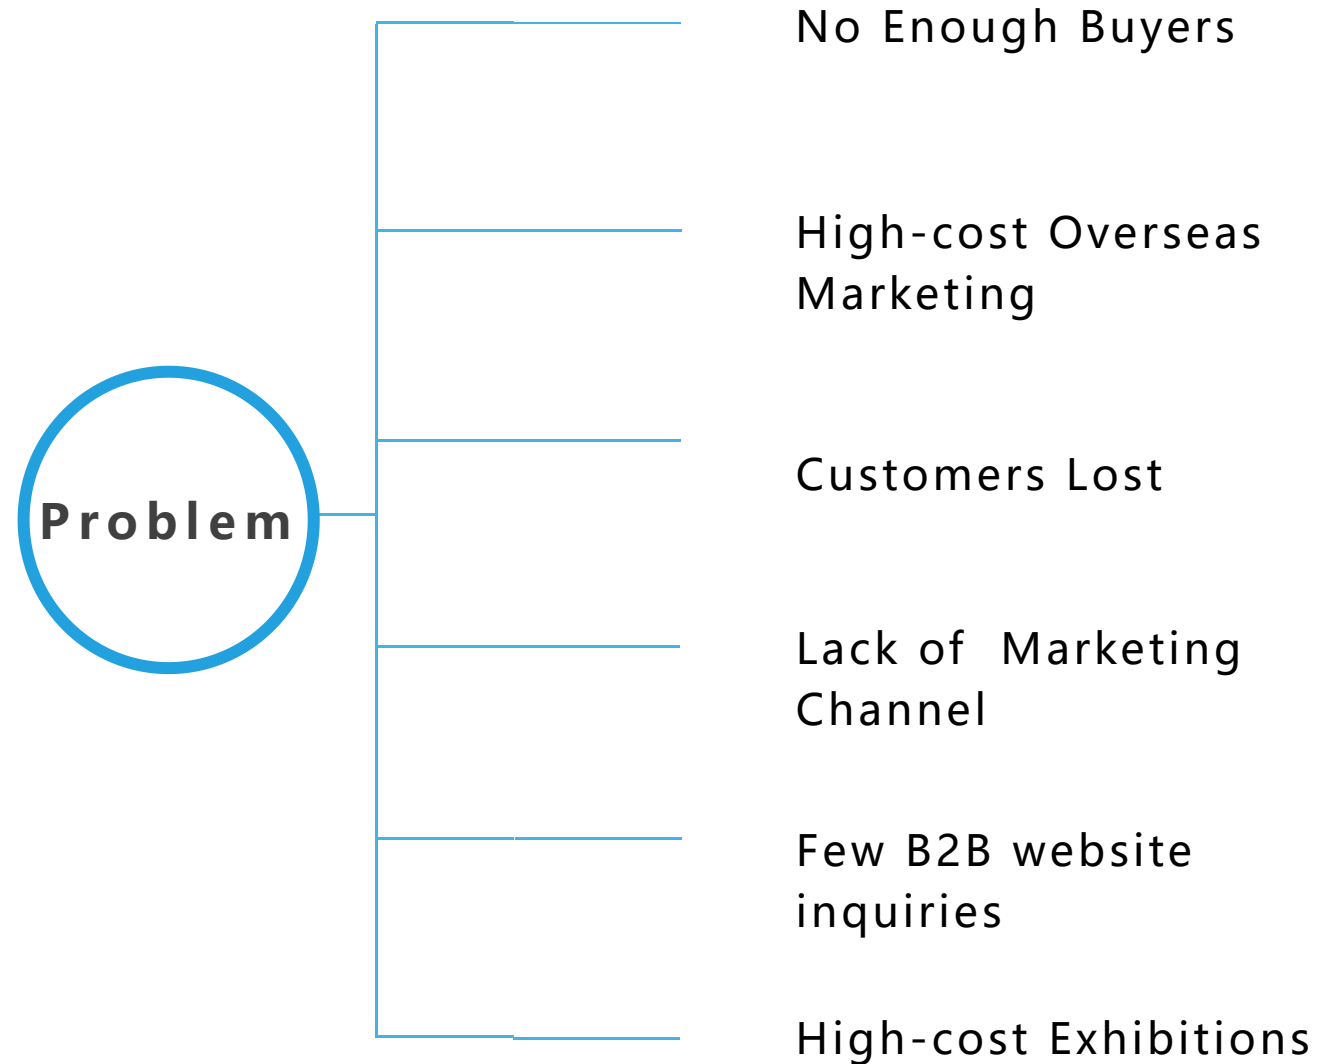 No Enough Buyers
High-cost Overseas
Marketing
Customers Lost
Problem
Lack of  Marketing
Channel
Few B2B website
inquiries
High-cost Exhibitions